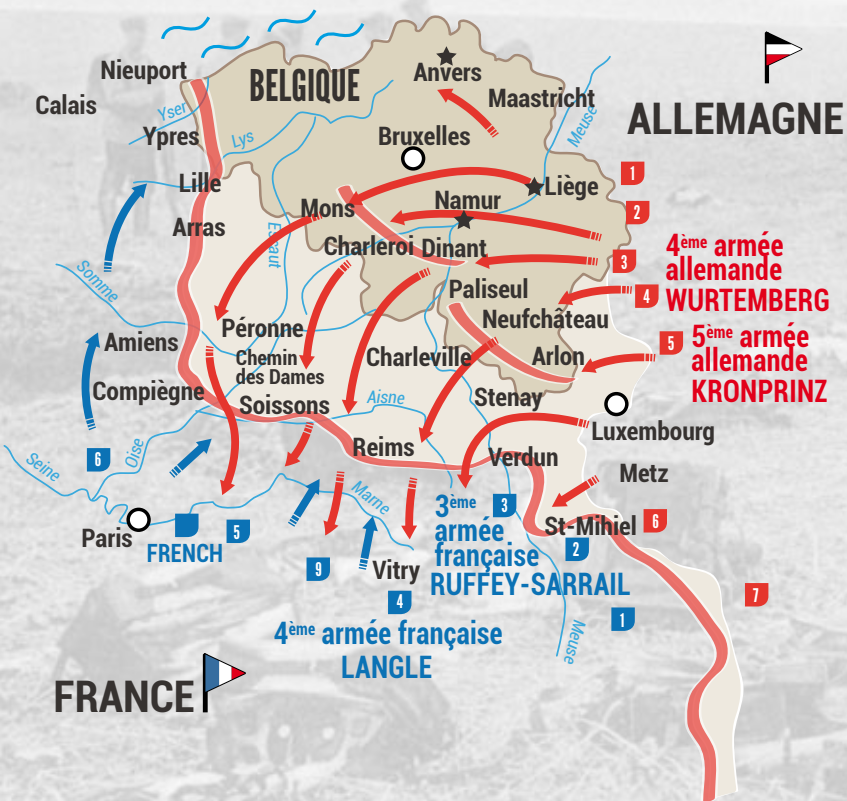 Nieuport
Calais
BELGIQUE
Anvers
Maastricht
ALLEMAGNE
Yser
Ypres
Lys
Bruxelles
Meuse
Lille
Liège
1
Arras
Mons
Namur
2
Escaut
Charleroi
Dinant
3
4ème armée
allemande
WURTEMBERG
Somme
Paliseul
4
Neufchâteau
Amiens
Péronne
5
5ème armée
allemande
KRONPRINZ
Chemin
des Dames
Charleville
Arlon
Compiègne
Soissons
Aisne
Stenay
Luxembourg
Reims
Verdun
6
Oise
Seine
Metz
Marne
3
3ème
armée
française
RUFFEY-SARRAIL
St-Mihiel
6
Paris
FRENCH
5
2
9
Vitry
4
1
7
4ème armée française
LANGLE
Meuse
FRANCE